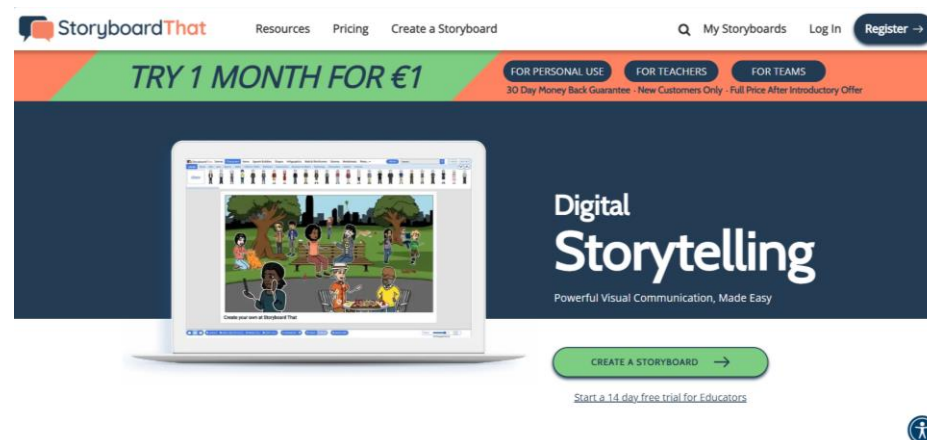 StoryboardThat
Resources Pricing Create a Storyboard My Storyboards Log In Register →
TRY 1 MONTH FOR €1
FOR PERSONAL USE FOR TEACHERS FOR TEAMS
30 Day Money Back Guarantee - New Customers Only - Full Price After Introductory Offer
Create your own at Storyboard That
Digital
Storytelling
Powerful Visual Communication, Made Easy
CREATE A STORYBOARD →
Start a 14 day free trial for Educators